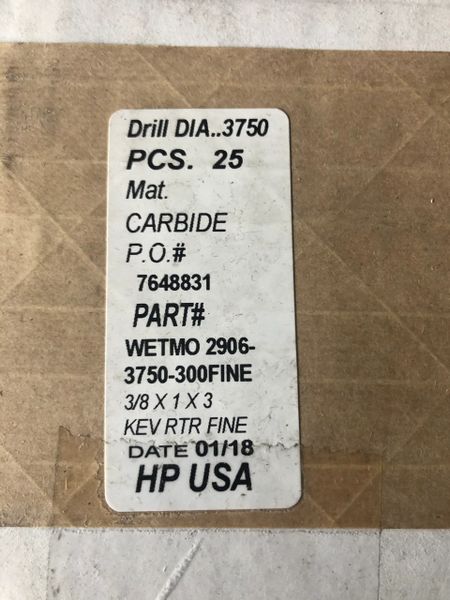 Drill DIA..3750
PCS. 25
Mat.
CARBIDE
P.O.#
7648831
PART#
WETMO 2906-
3750-300FINE
3/8 X 1 X 3
KEV RTR FINE
DATE 01/18
HP USA